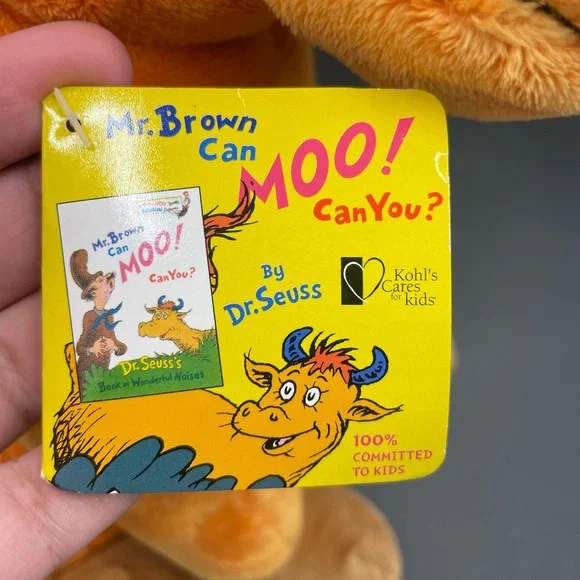 Mr. Brown
Can
MOO!
Can You?
By
Dr. Seuss
Kohl's
Cares
for kids
100%
COMMITTED
TO KIDS
Mr. Brown
Can
MOO!
Can You?
Dr. Seuss's
Book of Wonderful Noises